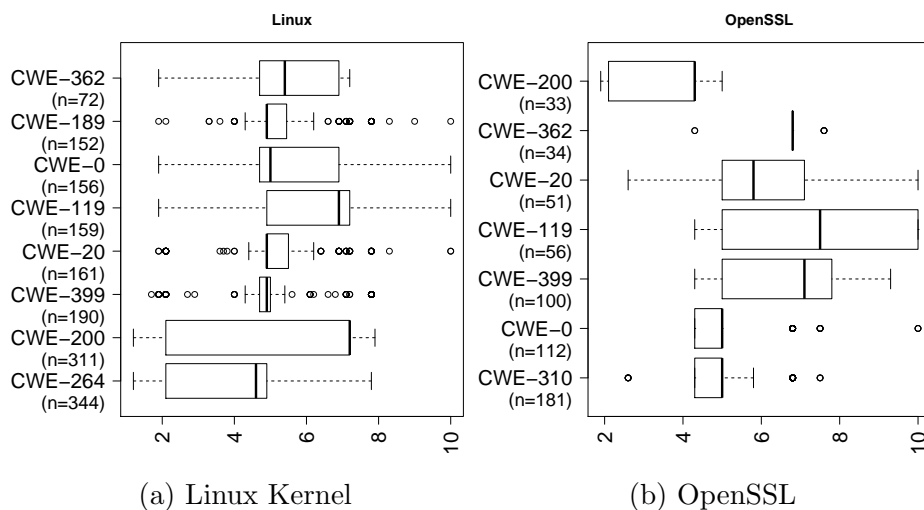 Linux
CWE−362
(n=72)
CWE−189
(n=152)
CWE−0
(n=156)
CWE−119
(n=159)
CWE−20
(n=161)
CWE−399
(n=190)
CWE−200
(n=311)
CWE−264
(n=344)
2 4 6 8 10
(a) Linux Kernel
OpenSSL
CWE−200
(n=33)
CWE−362
(n=34)
CWE−20
(n=51)
CWE−119
(n=56)
CWE−399
(n=100)
CWE−0
(n=112)
CWE−310
(n=181)
2 4 6 8 10
(b) OpenSSL